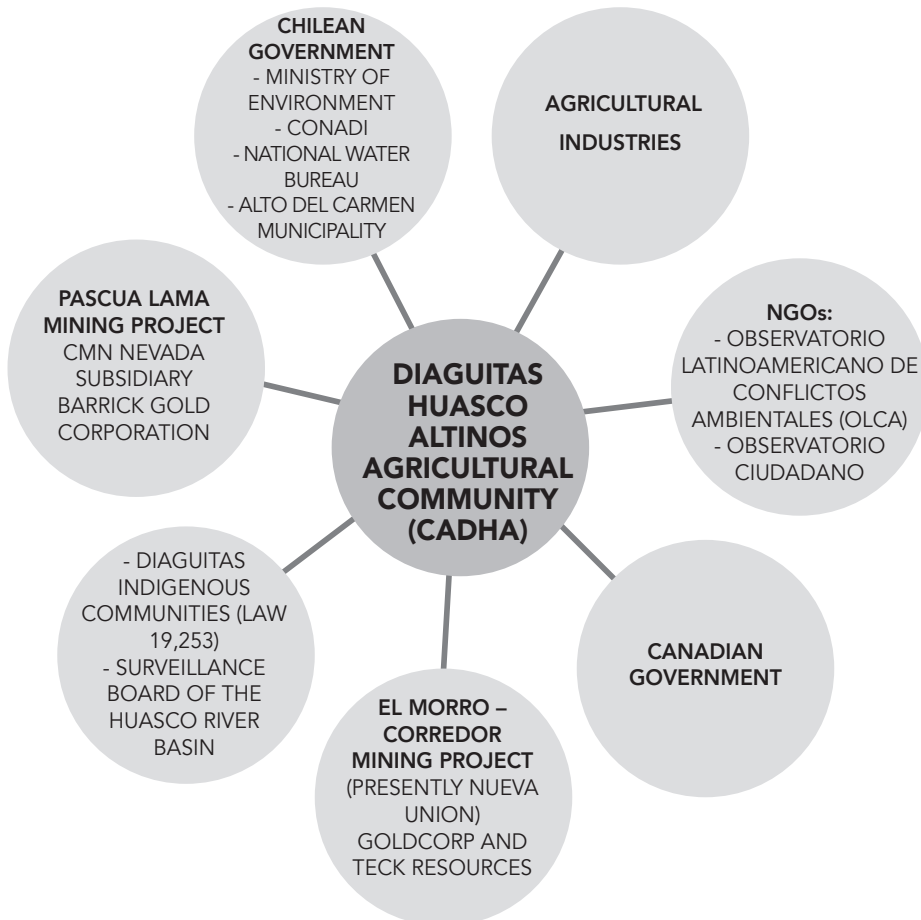 CHILEAN
GOVERNMENT
- MINISTRY OF
ENVIRONMENT
- CONADI
- NATIONAL WATER
BUREAU
- ALTO DEL CARMEN
MUNICIPALITY
AGRICULTURAL
INDUSTRIES
PASCUA LAMA
MINING PROJECT
CMN NEVADA
SUBSIDIARY
BARRICK GOLD
CORPORATION
NGOs:
- OBSERVATORIO
LATINOAMERICANO DE
CONFLICTOS
AMBIENTALES (OLCA)
- OBSERVATORIO
CIUDADANO
DIAGUITAS
HUASCO
ALTINOS
AGRICULTURAL
COMMUNITY
(CADHA)
- DIAGUITAS
INDIGENOUS
COMMUNITIES (LAW
19,253)
- SURVEILLANCE
BOARD OF THE
HUASCO RIVER
BASIN
CANADIAN
GOVERNMENT
EL MORRO –
CORREDOR
MINING PROJECT
(PRESENTLY NUEVA
UNION)
GOLDCORP AND
TECK RESOURCES